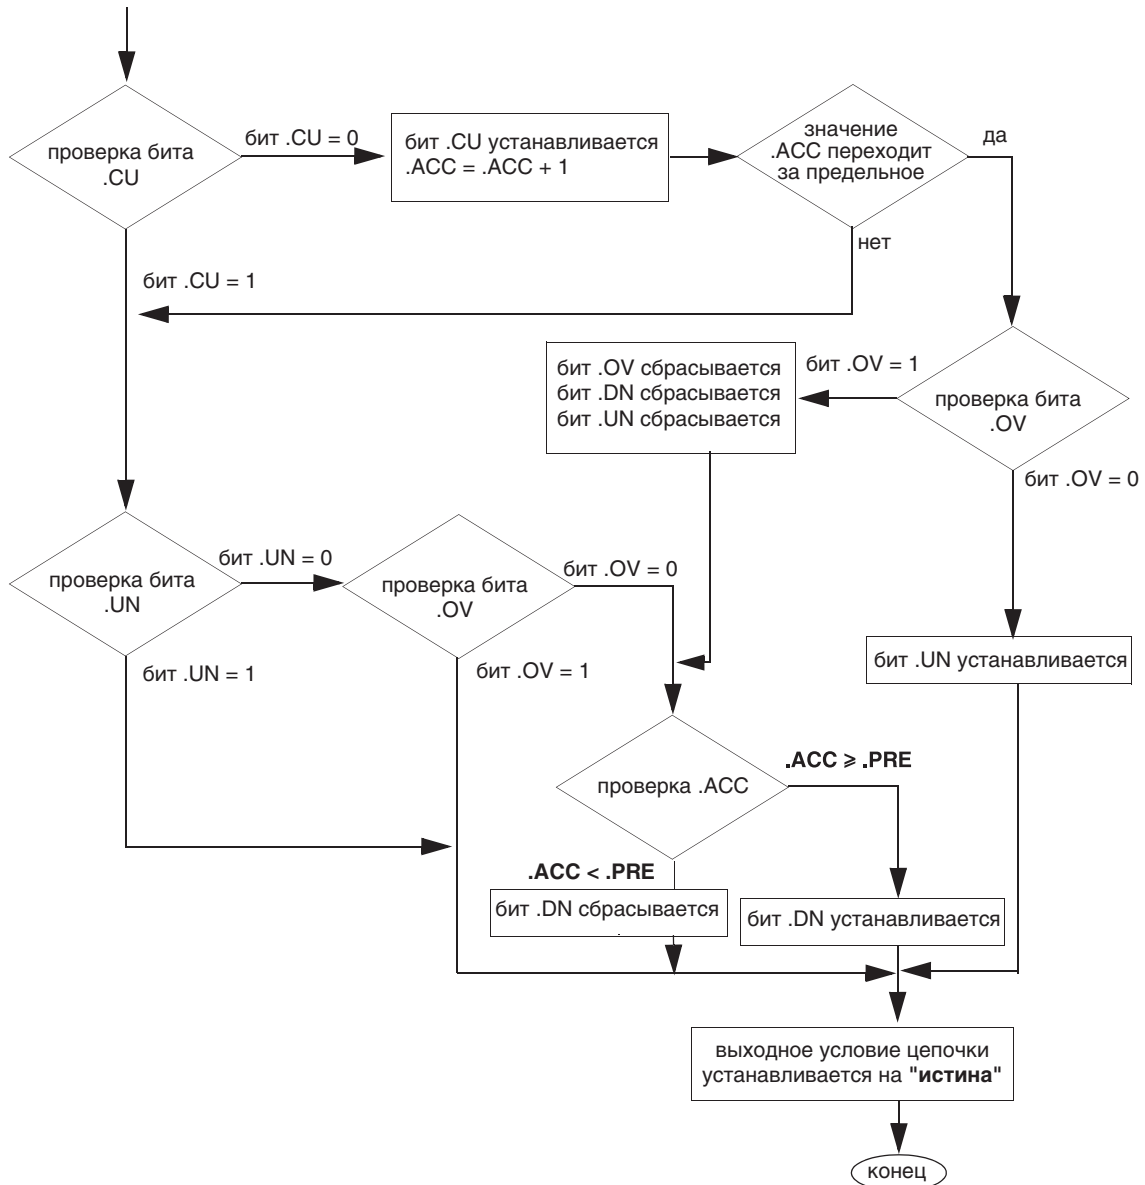 проверка бита
.CU
бит .CU = 0
бит .CU устанавливается
.ACC = .ACC + 1
значение
.ACC переходит
за предельное
да
нет
бит .CU = 1
бит .OV сбрасывается
бит .DN сбрасывается
бит .UN сбрасывается
бит .OV = 1
проверка бита
.OV
бит .OV = 0
проверка бита
.UN
бит .UN = 0
проверка бита
.OV
бит .OV = 0
бит .UN = 1
бит .OV = 1
бит .UN устанавливается
проверка .ACC
.ACC ≥ .PRE
.ACC < .PRE
бит .DN сбрасывается
бит .DN устанавливается
выходное условие цепочки
устанавливается на "истина"
конец